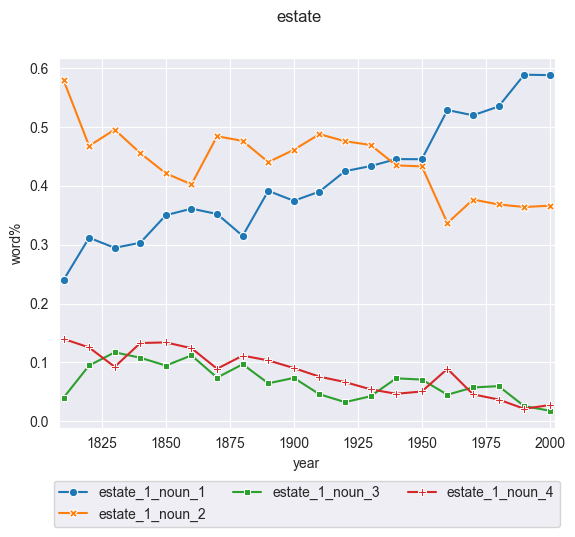 estate
0.6
0.5
0.4
0.3
0.2
0.1
0.0
word%
1825 1850 1875 1900 1925 1950 1975 2000
year
estate_1_noun_1 estate_1_noun_3 estate_1_noun_4
estate_1_noun_2